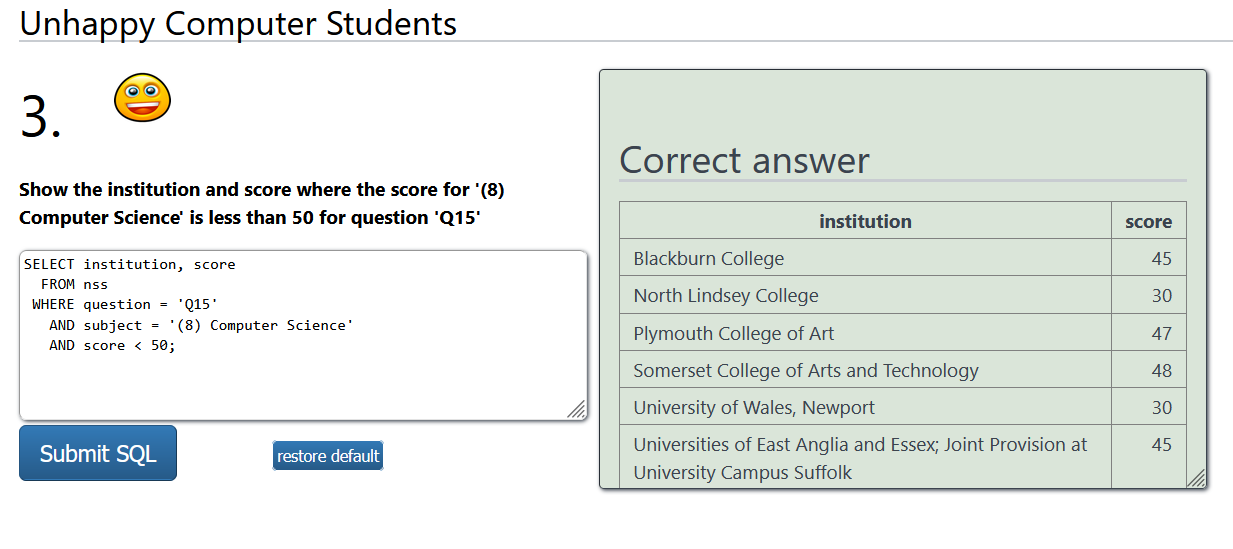 Unhappy Computer Students
3.
Show the institution and score where the score for '(8)
Computer Science' is less than 50 for question 'Q15'
SELECT institution, score
FROM nss
WHERE question = 'Q15'
AND subject = '(8) Computer Science'
AND score < 50;
Submit SQL
restore default
Correct answer
institution score
Blackburn College 45
North Lindsey College 30
Plymouth College of Art 47
Somerset College of Arts and Technology 48
University of Wales, Newport 30
Universities of East Anglia and Essex; Joint Provision at 45
University Campus Suffolk